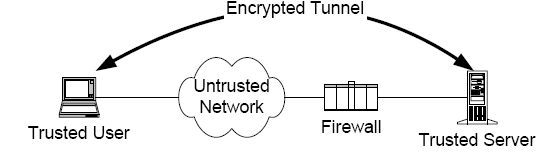 Encrypted Tunnel
Untrusted
Network
Trusted User
Firewall
Trusted Server